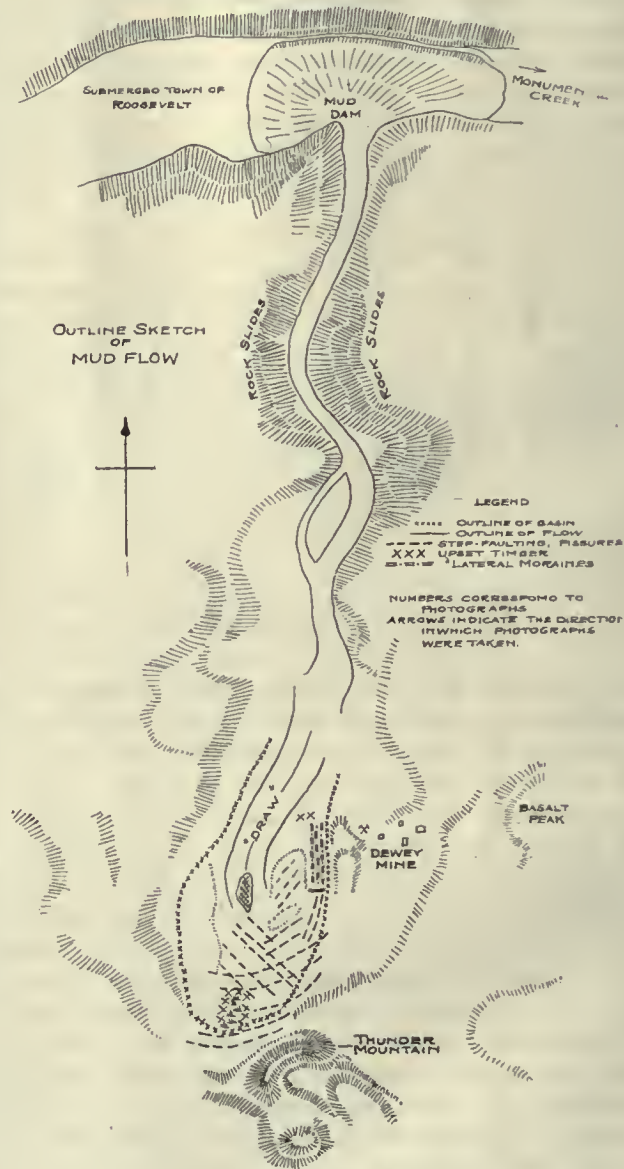 SUBMERGED TOWN OF
ROOSEVELT
MUD
DAM
MONUMEN
CREEK
OUTLINE SKETCH
OF
MUD FLOW
ROCK SLIDES
ROCK SLIDES
LEGEND
OUTLINE OF BASIN
OUTLINE OF FLOW
STEP-FAULTING, FISSURES
XXX UPSET TIMBER
LATERAL MORAINES
NUMBERS CORRESPOND TO
PHOTOGRAPHS
ARROWS INDICATE THE DIRECTION
IN WHICH PHOTOGRAPHS
WERE TAKEN.
"DRAW"
DEWEY
MINE
BASALT
PEAK
THUNDER
MOUNTAIN